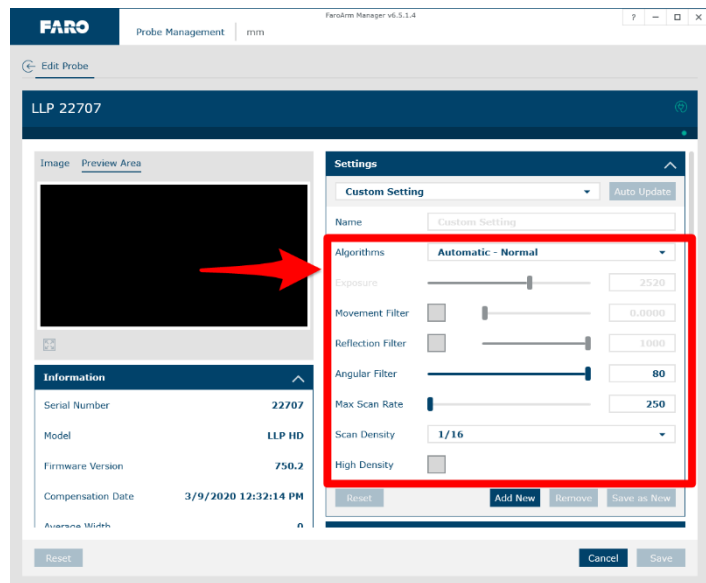 FaroArm Manager v6.5.1.4
? – □ X
FARO
Probe Management mm
Edit Probe
LLP 22707
Image Preview Area
Information
Serial Number 22707
Model LLP HD
Firmware Version 750.2
Compensation Date 3/9/2020 12:32:14 PM
Average Width 0
Settings
Custom Setting Auto Update
Name Custom Setting
Algorithms Automatic - Normal
Exposure 2520
Movement Filter 0.0000
Reflection Filter 1000
Angular Filter 80
Max Scan Rate 250
Scan Density 1/16
High Density
Reset Add New Remove Save as New
Reset Cancel Save